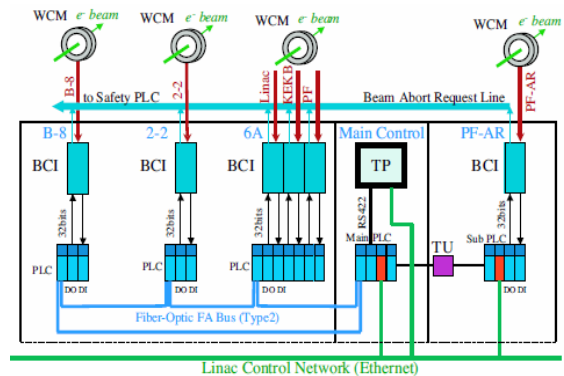 WCM e- beam
WCM e- beam
WCM e- beam
WCM e- beam
B-8
2-2
Linac
KEKB
PF
PF-AR
to Safety PLC
Beam Abort Request Line
B-8
2-2
6A
Main Control
PF-AR
BCI
BCI
BCI
TP
BCI
32bits
32bits
32bits
RS422
32bits
Main PLC
TU
Sub PLC
PLC
PLC
PLC
DO DI
DO DI
DO DI
DO DI
Fiber-Optic FA Bus (Type2)
Linac Control Network (Ethernet)